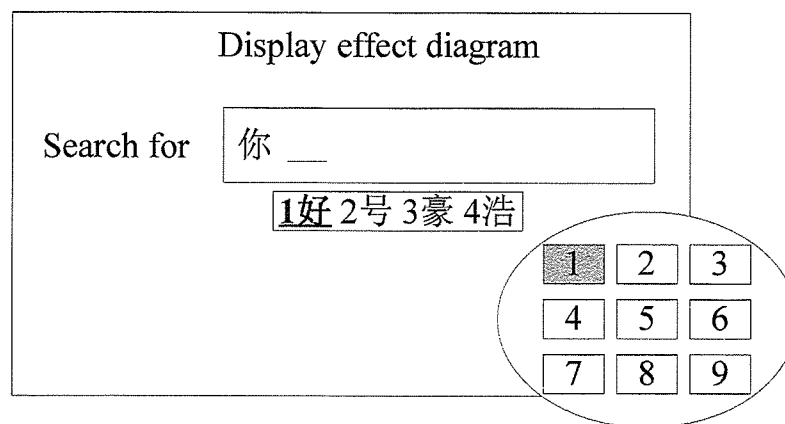 Display effect diagram
Search for 你 __
1好 2号 3豪 4浩
1 2 3
4 5 6
7 8 9